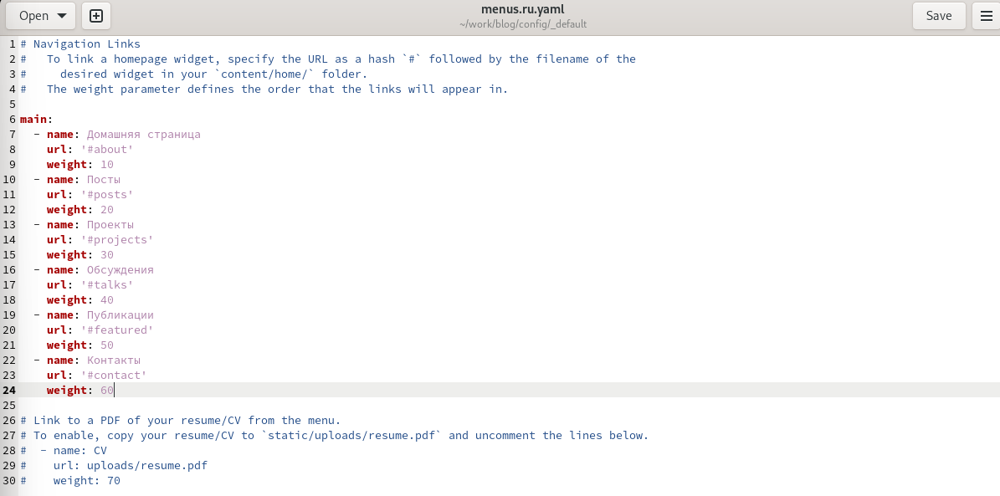 Open
menus.ru.yaml
~/work/blog/config/_default
Save
1 # Navigation Links
2 #   To link a homepage widget, specify the URL as a hash `#` followed by the filename of the
3 #     desired widget in your `content/home/` folder.
4 #   The weight parameter defines the order that the links will appear in.
5
6 main:
7   - name: Домашняя страница
8     url: '#about'
9     weight: 10
10   - name: Посты
11     url: '#posts'
12     weight: 20
13   - name: Проекты
14     url: '#projects'
15     weight: 30
16   - name: Обсуждения
17     url: '#talks'
18     weight: 40
19   - name: Публикации
20     url: '#featured'
21     weight: 50
22   - name: Контакты
23     url: '#contact'
24     weight: 60
25
26 # Link to a PDF of your resume/CV from the menu.
27 # To enable, copy your resume/CV to `static/uploads/resume.pdf` and uncomment the lines below.
28 #  - name: CV
29 #    url: uploads/resume.pdf
30 #    weight: 70